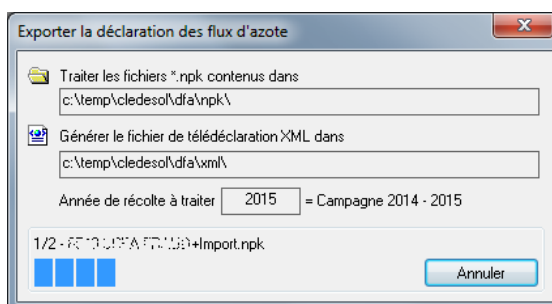 Exporter la déclaration des flux d'azote
Traiter les fichiers *.npk contenus dans
c:\temp\cledesol\dfa\npk\
Générer le fichier de télédéclaration XML dans
c:\temp\cledesol\dfa\xml\
Année de récolte à traiter 2015 = Campagne 2014 - 2015
1/2 - +Import.npk
Annuler